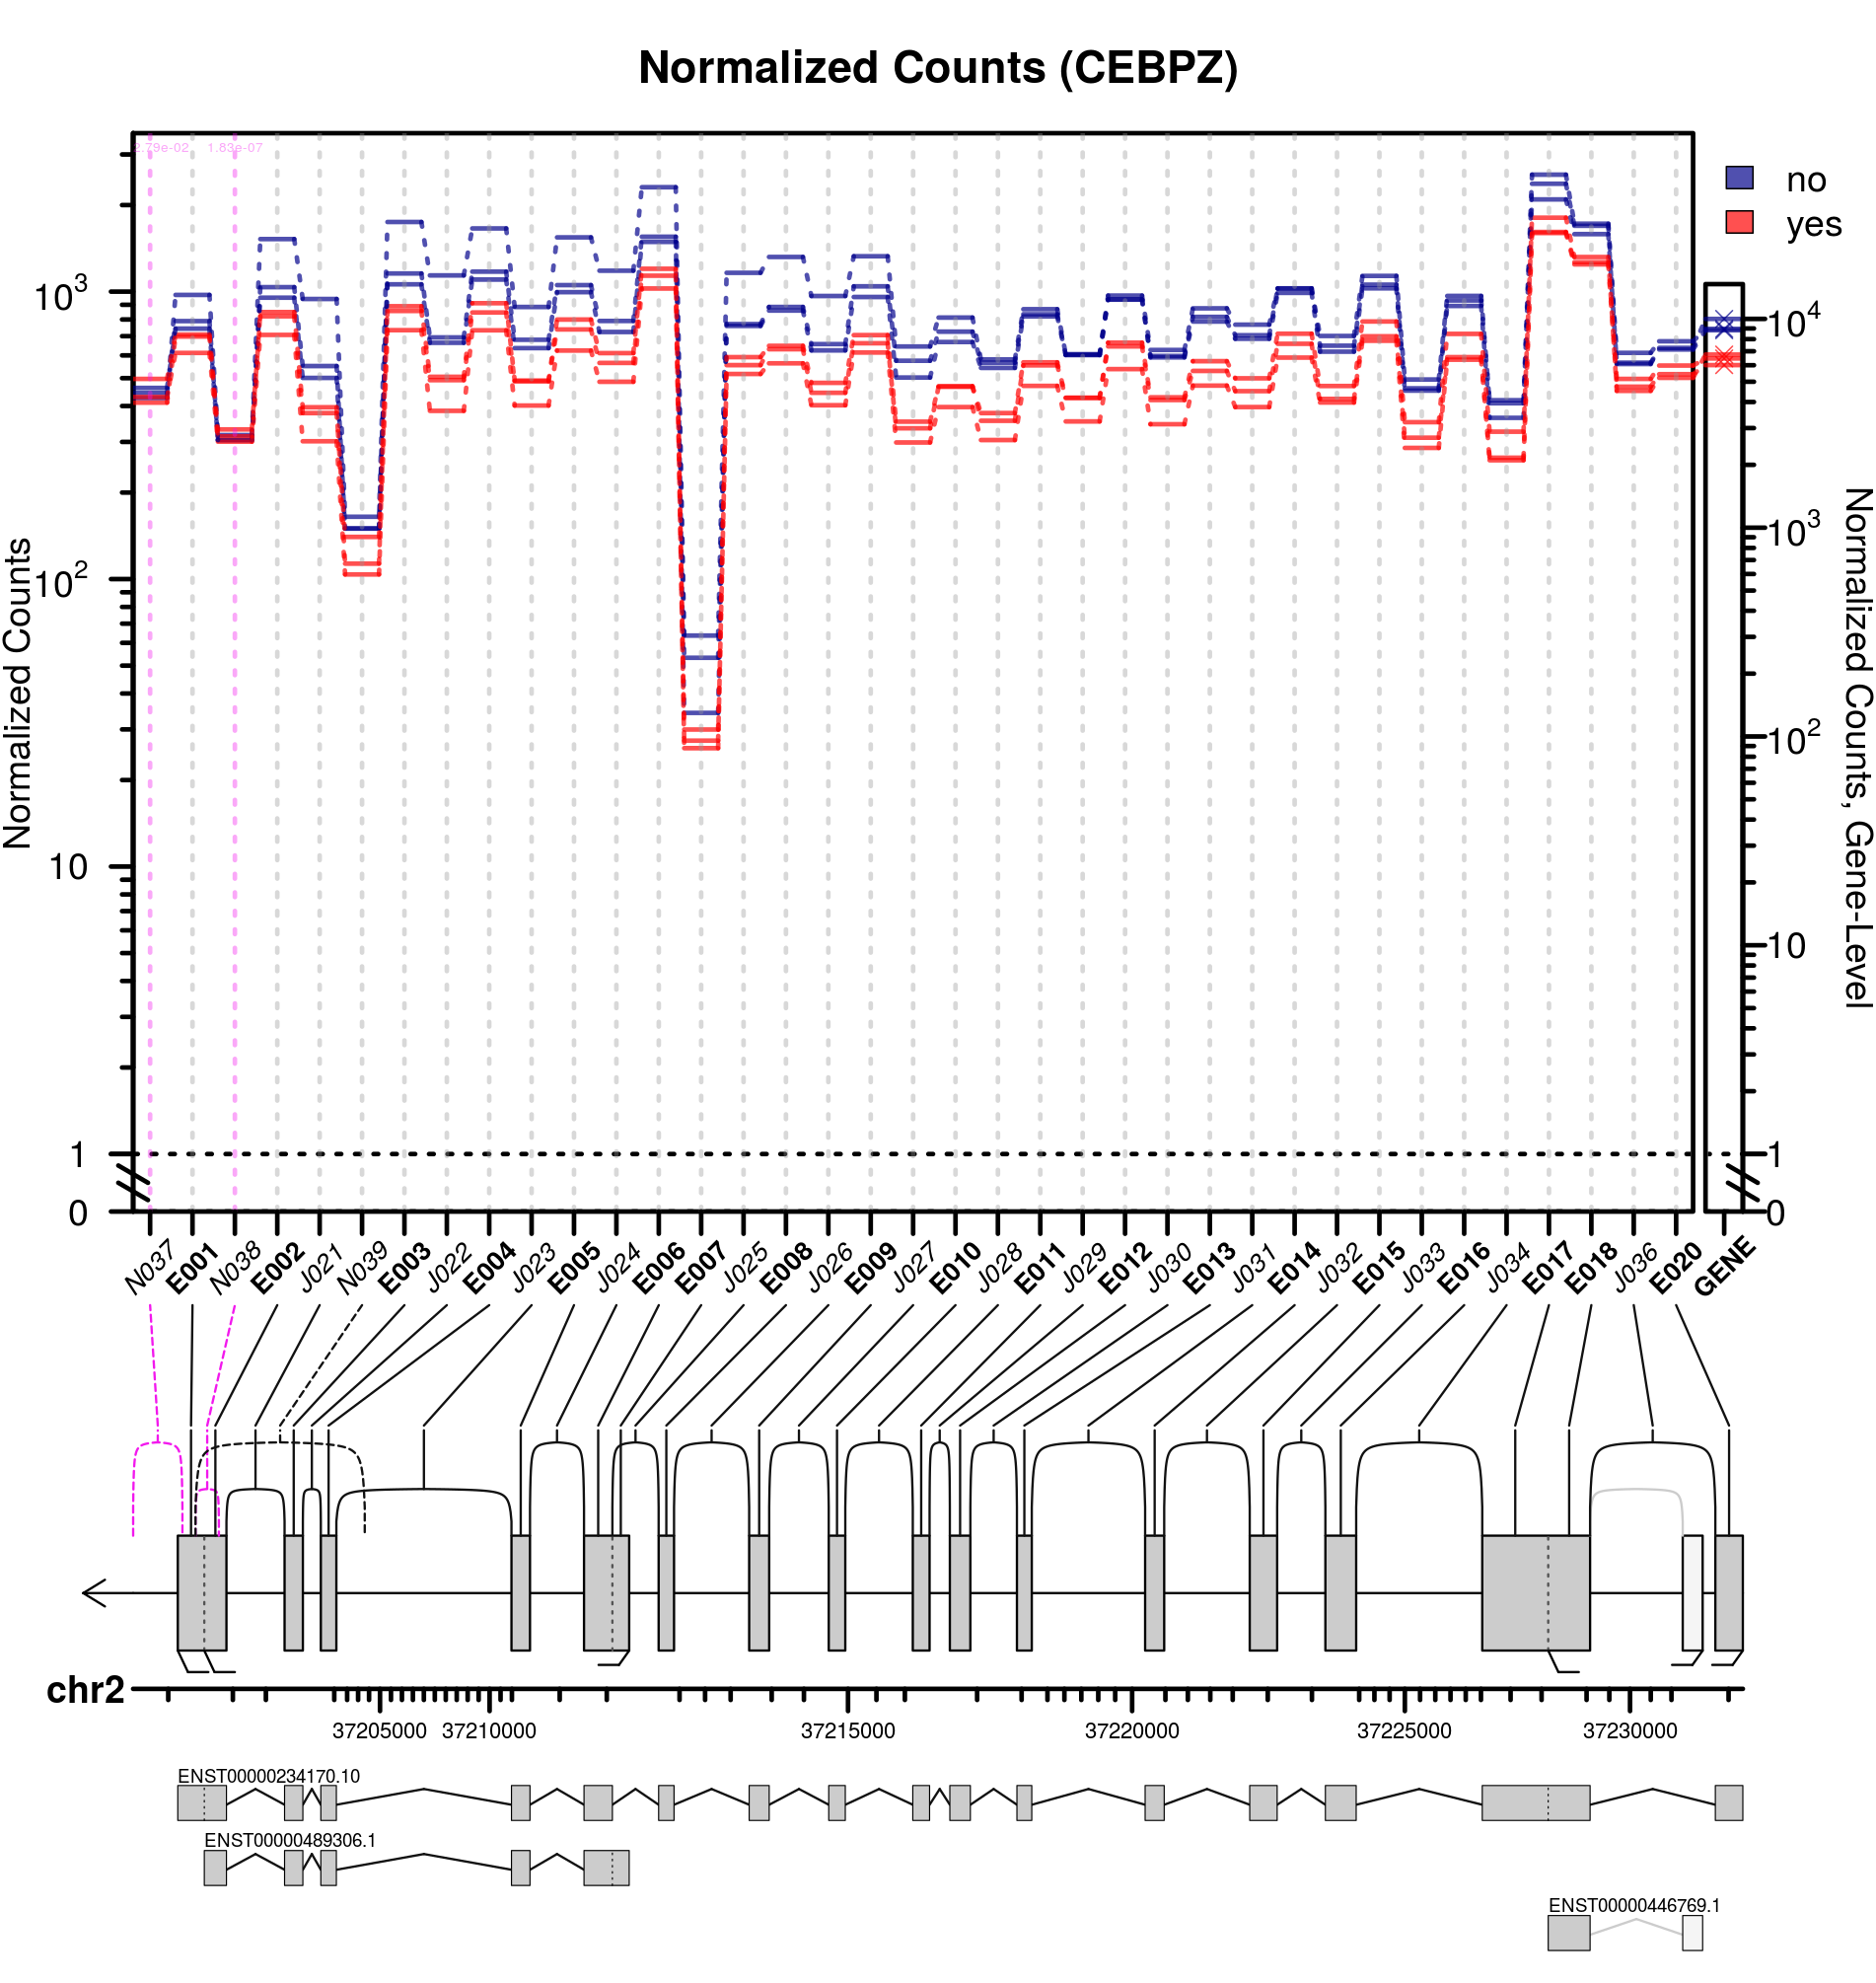 Normalized Counts (CEBPZ)
2.79e-02 1.83e-07
no
yes
Normalized Counts
10^3
10^2
10
1
0
10^4
10^3
10^2
10
1
0
Normalized Counts, Gene-Level
N037 E001 N038 E002 J021 N039 E003 J022 E004 J023 E005 J024 E006 E007 J025 E008 J026 E009 J027 E010 J028 E011 J029 E012 J030 E013 J031 E014 J032 E015 J033 E016 J034 E017 E018 J036 E020 GENE
chr2
37205000 37210000 37215000 37220000 37225000 37230000
ENST00000234170.10
ENST00000489306.1
ENST00000446769.1